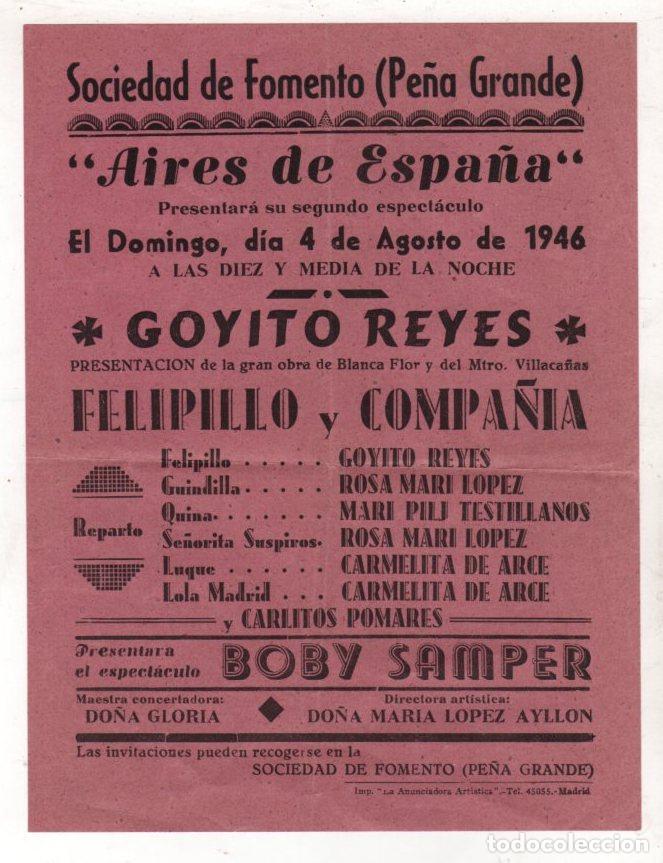 Sociedad de Fomento (Peña Grande)
"Aires de España"
Presentará su segundo espectáculo
El Domingo, día 4 de Agosto de 1946
A LAS DIEZ Y MEDIA DE LA NOCHE
* GOYITO REYES *
PRESENTACION de la gran obra de Blanca Flor y del Mtro. Villacañas
FELIPILLO y COMPAÑIA
Reparto
Felipillo . . . . . GOYITO REYES
Guindilla . . . . . ROSA MARI LOPEZ
Quina . . . . . . . MARI PILI TESTILLANOS
Señorita Suspiros. ROSA MARI LOPEZ
Luque . . . . . . CARMELITA DE ARCE
Lola Madrid . . . CARMELITA DE ARCE
y CARLITOS POMARES
Presentara
el espectáculo BOBY SAMPER
Maestra concertadora:
DOÑA GLORIA
Directora artística:
DOÑA MARIA LOPEZ AYLLON
Las invitaciones pueden recogerse en la
SOCIEDAD DE FOMENTO (PEÑA GRANDE)
Imp. "La Anunciadora Artística".-Tel. 45055.-Madrid
todocoleccion